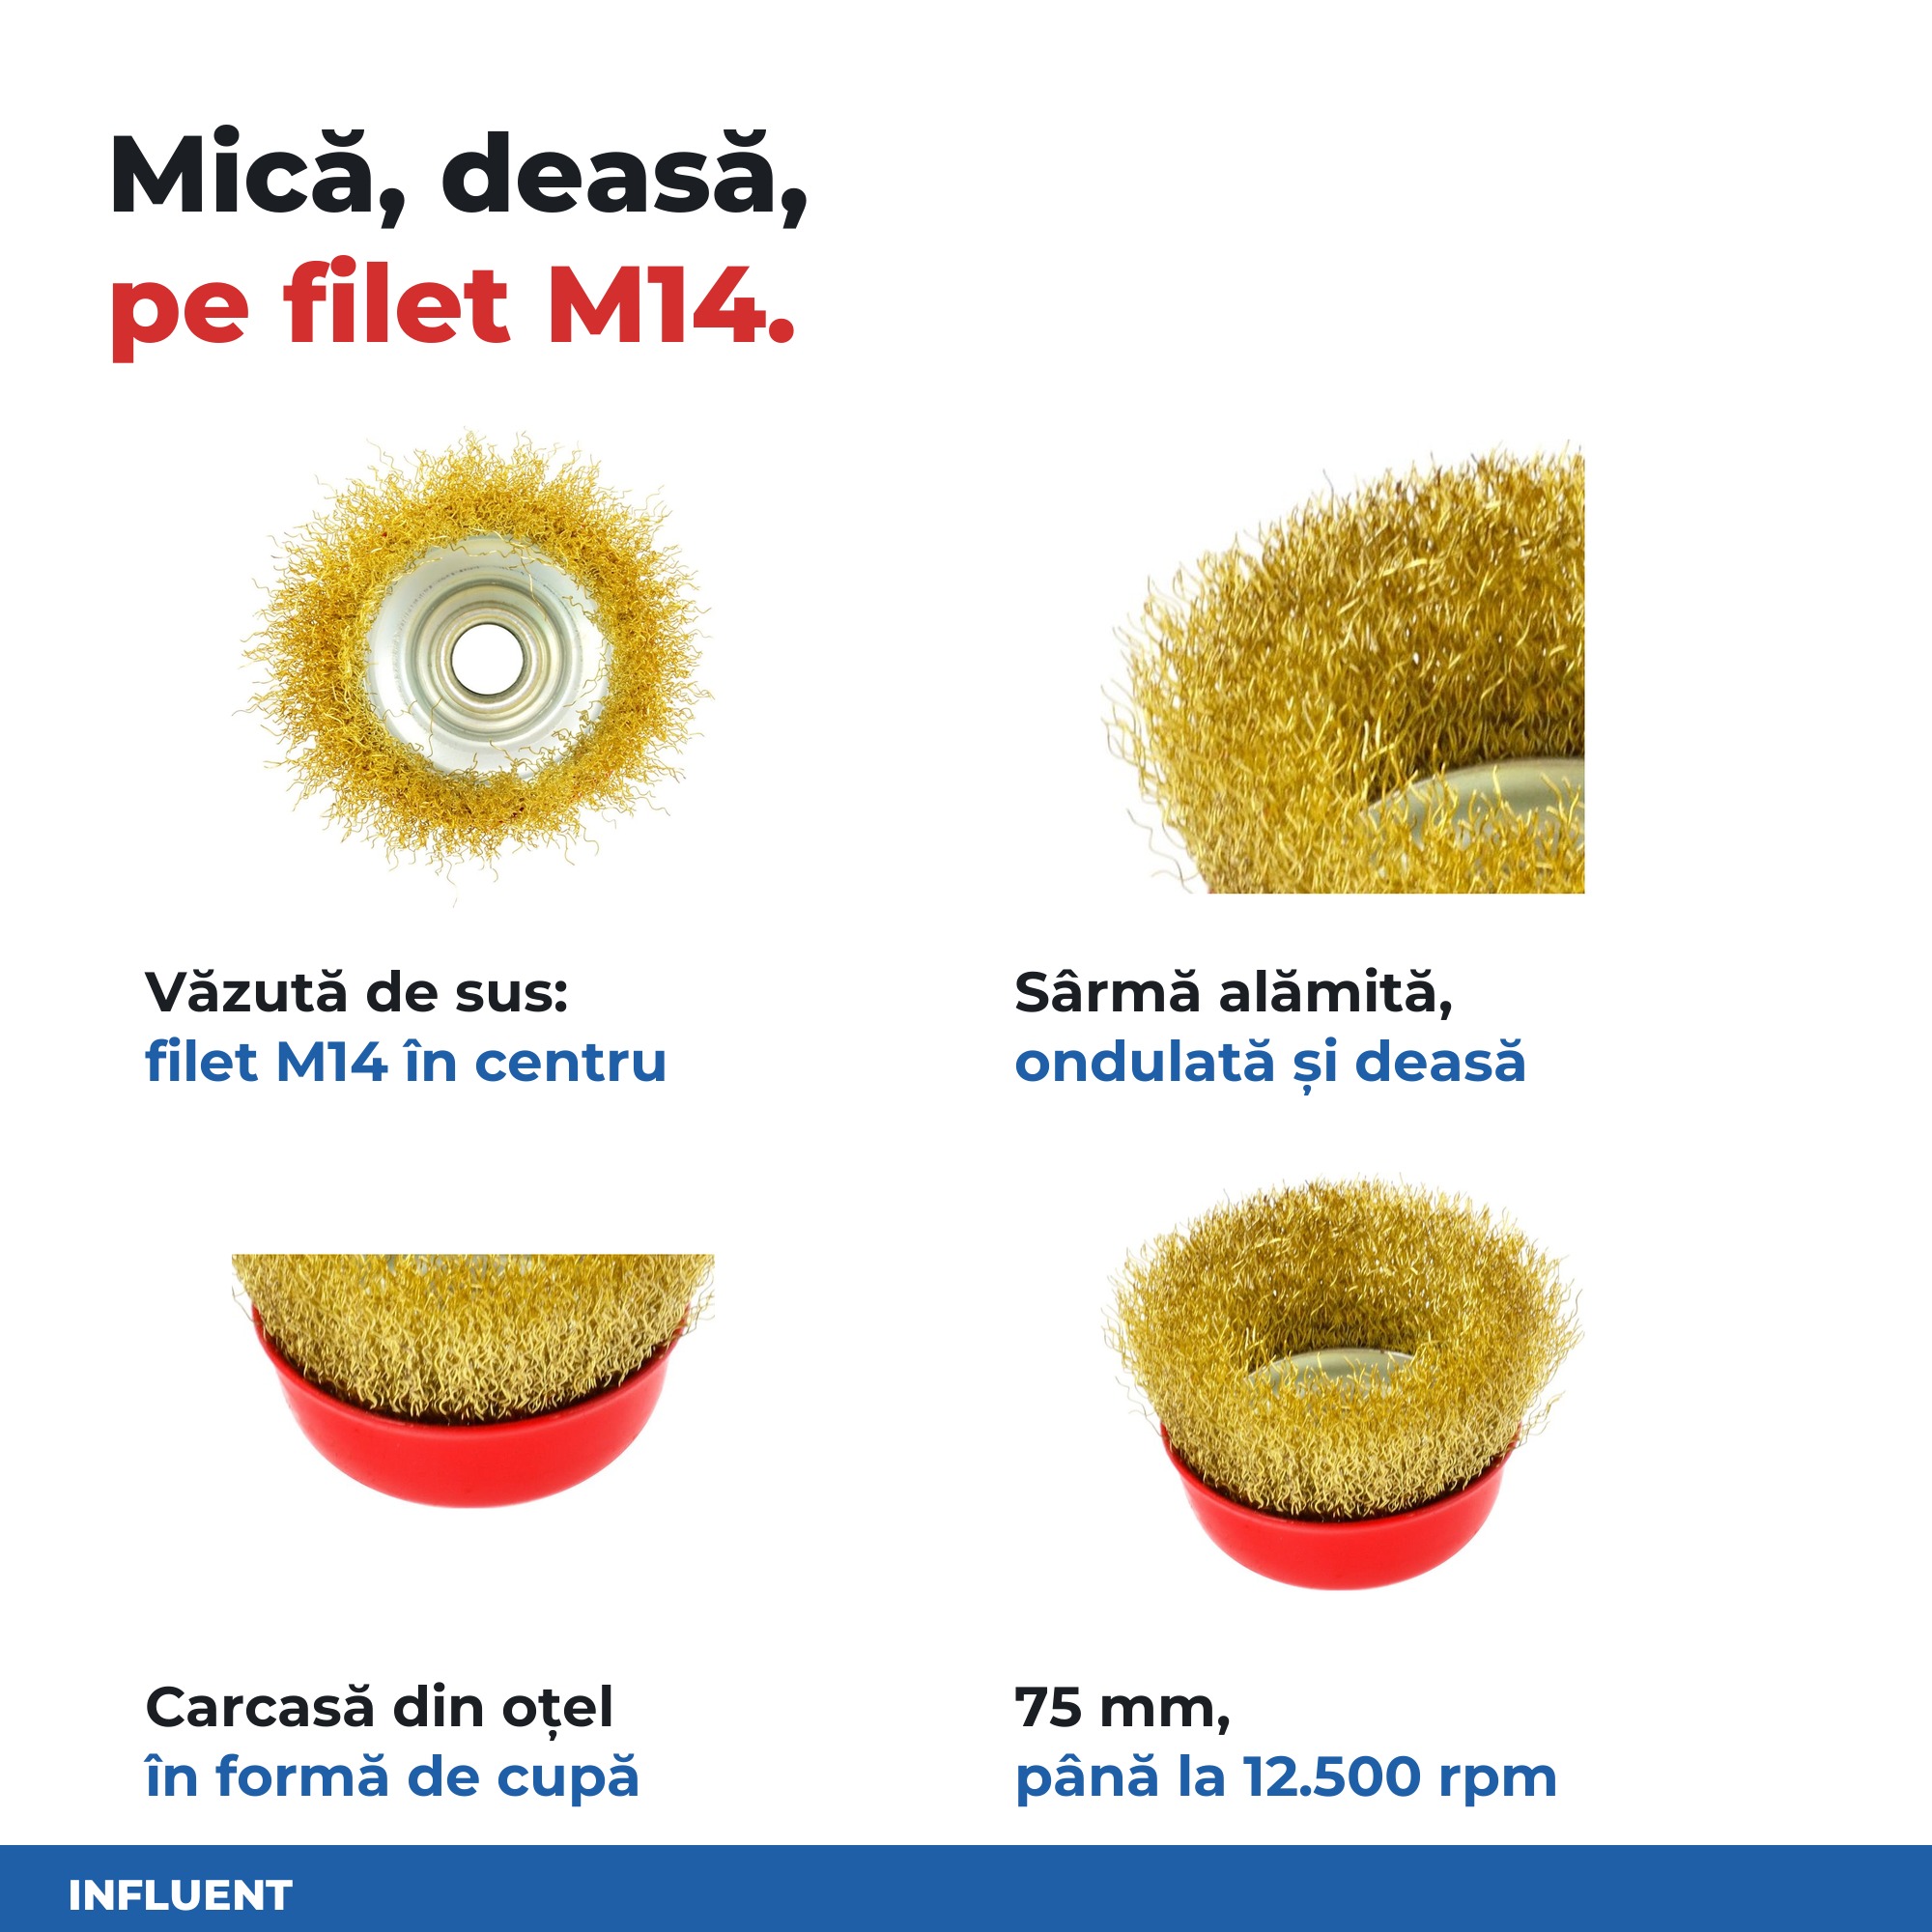 Mică, deasă,
pe filet M14.
Văzută de sus:
filet M14 în centru
Sârmă alămită,
ondulată și deasă
Carcasă din oțel
în formă de cupă
75 mm,
până la 12.500 rpm
INFLUENT